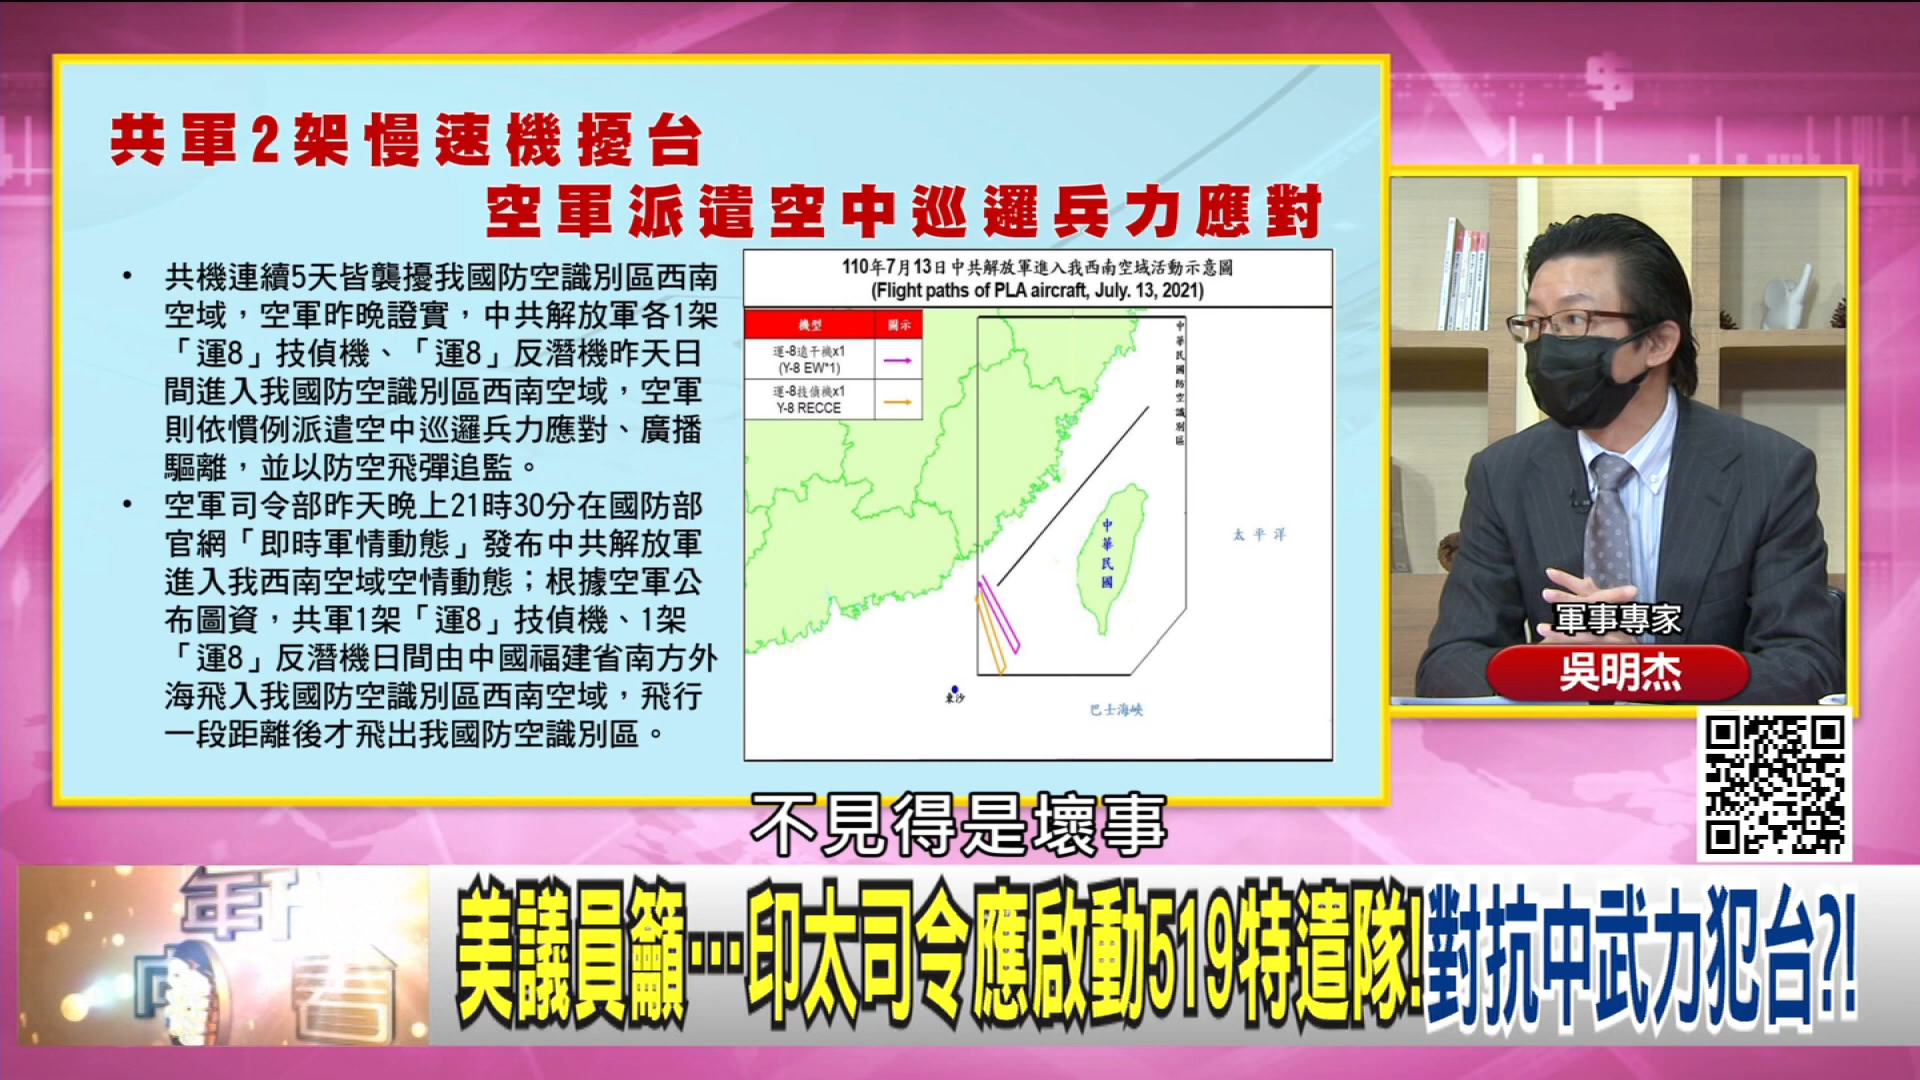 共軍2架慢速機擾台
空軍派遣空中巡邏兵力應對
• 共機連續5天皆襲擾我國防空識別區西南
空域，空軍昨晚證實，中共解放軍各1架
「運8」技偵機、「運8」反潛機昨天日
間進入我國防空識別區西南空域，空軍
則依慣例派遣空中巡邏兵力應對、廣播
驅離，並以防空飛彈追監。
• 空軍司令部昨天晚上21時30分在國防部
官網「即時軍情動態」發布中共解放軍
進入我西南空域空情動態；根據空軍公
布圖資，共軍1架「運8」技偵機、1架
「運8」反潛機日間由中國福建省南方外
海飛入我國防空識別區西南空域，飛行
一段距離後才飛出我國防空識別區。
110年7月13日中共解放軍進入我西南空域活動示意圖
(Flight paths of PLA aircraft, July. 13, 2021)
機型 圖示
運-8遠干機x1
(Y-8 EW*1)
運-8技偵機x1
Y-8 RECCE
中華民國防空識別區
中華民國
太平洋
東沙
巴士海峽
軍事專家
吳明杰
不見得是壞事
美議員籲…印太司令應啟動519特遣隊!對抗中武力犯台?!